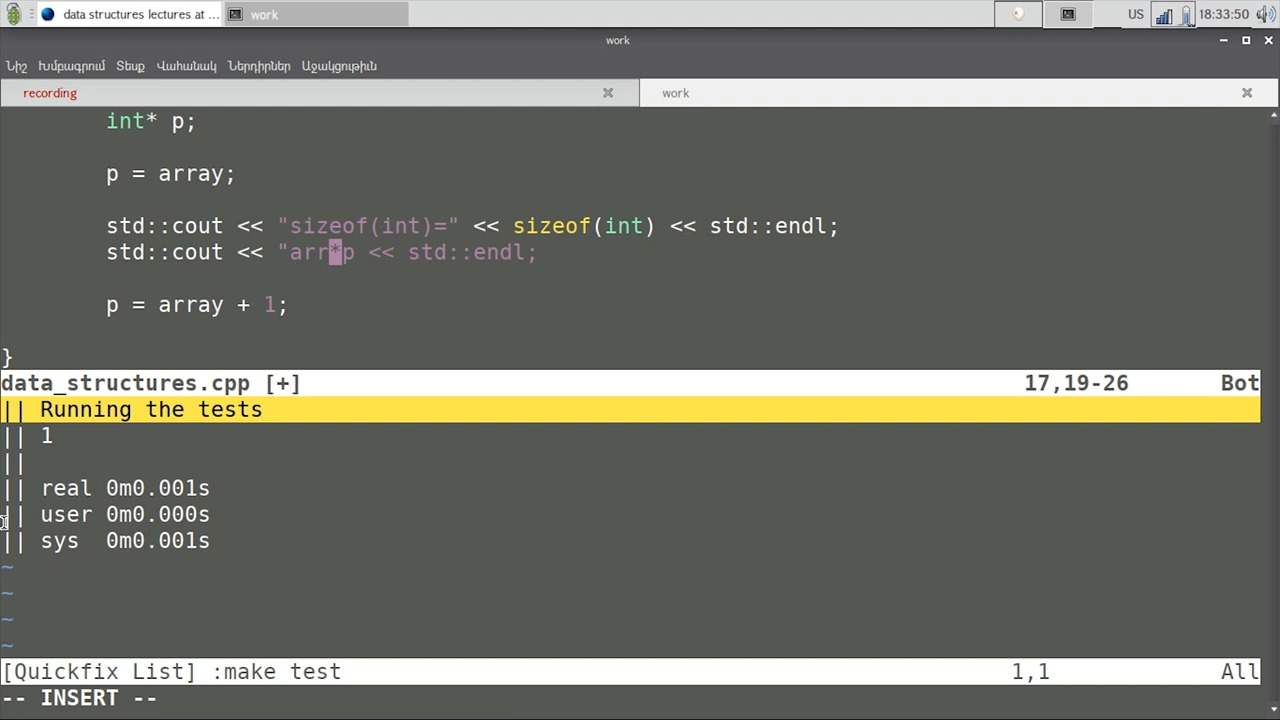 data structures lectures at ...
work
US
18:33:50
work
Նիշ Խմբագրում Տեսք Վահանակ Ներդիրներ Աջակցութիւն
recording
work
int* p;
p = array;
std::cout << "sizeof(int)=" << sizeof(int) << std::endl;
std::cout << "arr*p << std::endl;
p = array + 1;
}
data_structures.cpp [+] 17,19-26 Bot
|| Running the tests
|| 1
||
|| real 0m0.001s
|| user 0m0.000s
|| sys  0m0.001s
~
~
~
~
[Quickfix List] :make test 1,1 All
-- INSERT --